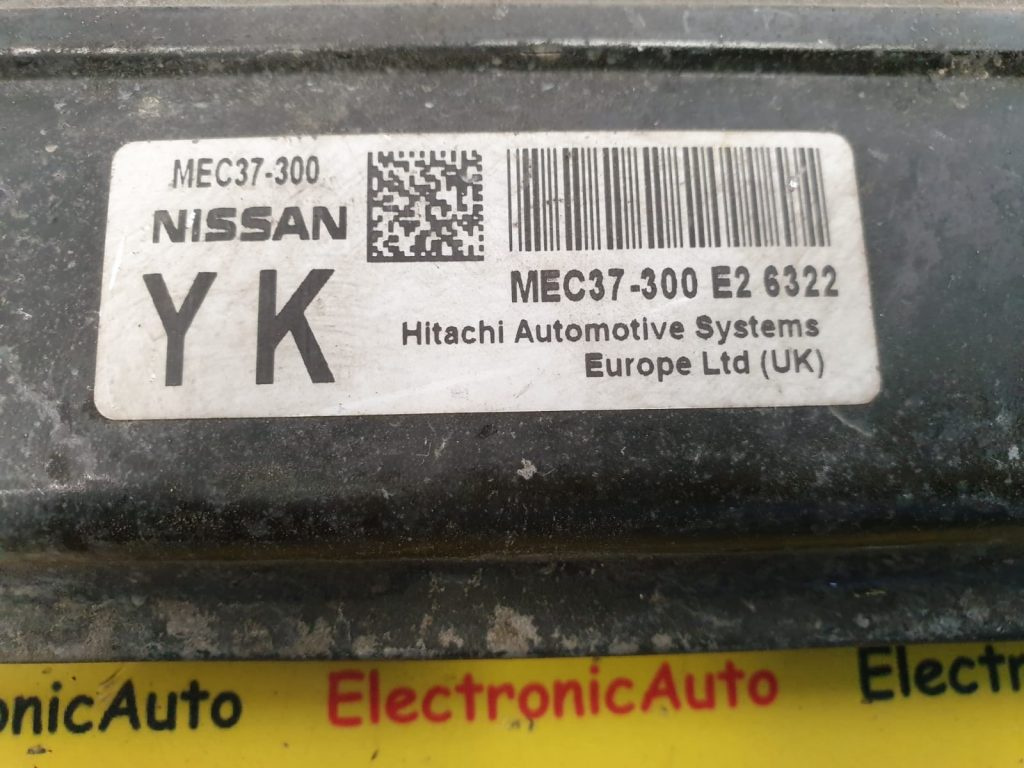 MEC37-300
NISSAN
YK
MEC37-300 E2 6322
Hitachi Automotive Systems
Europe Ltd (UK)
onicAuto ElectronicAuto Electr